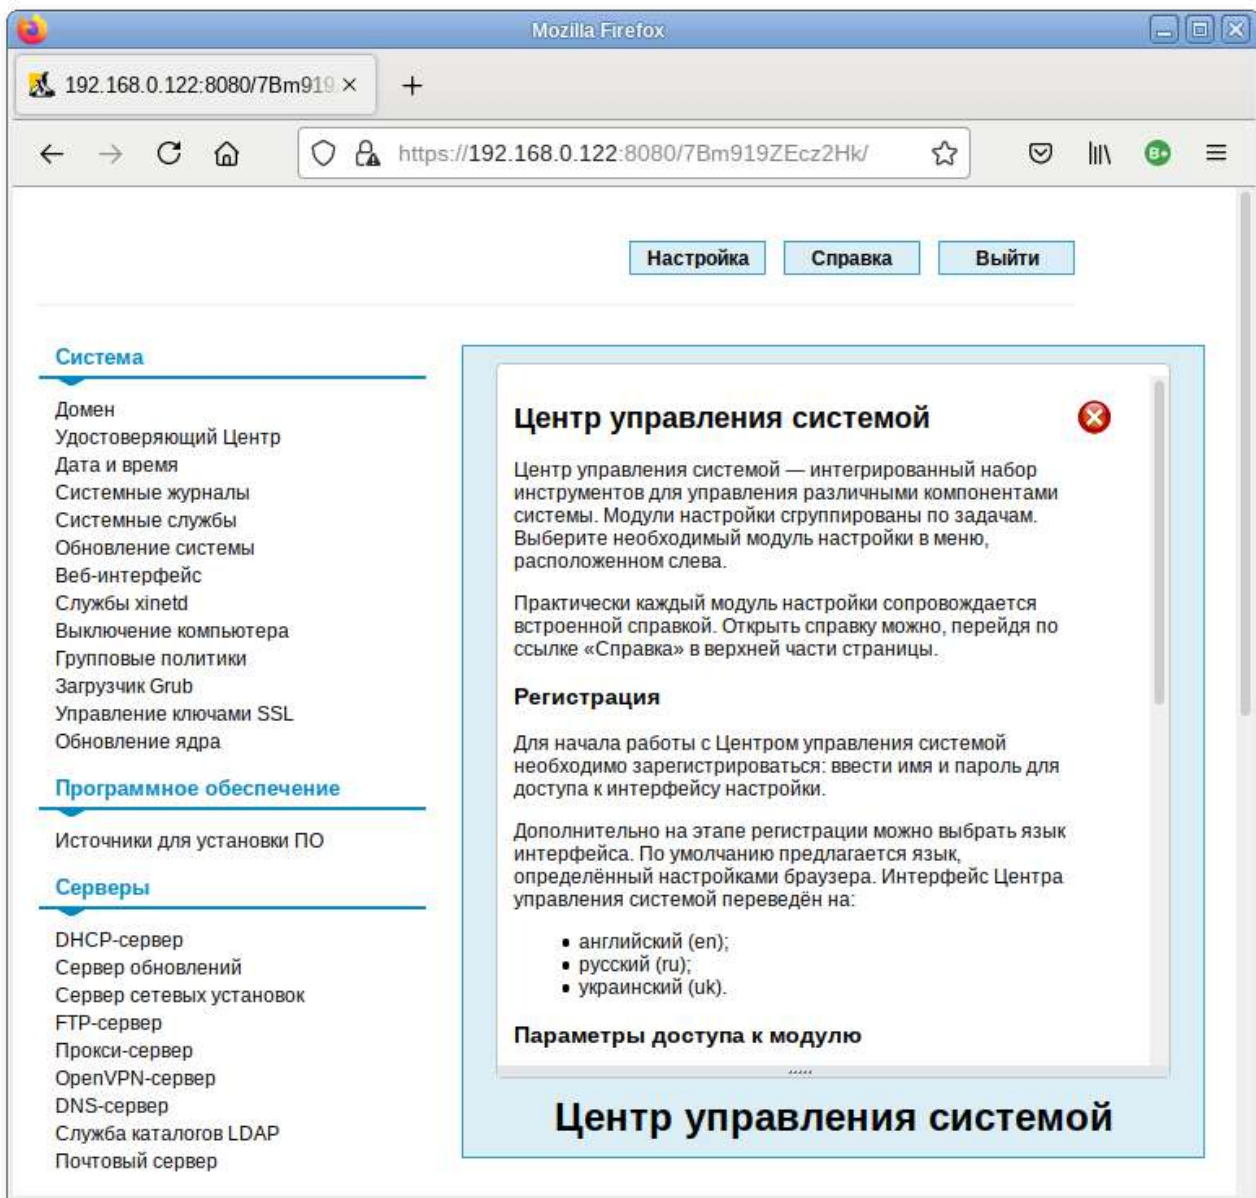 Mozilla Firefox
192.168.0.122:8080/7Bm919
https://192.168.0.122:8080/7Bm919ZEcz2Hk/
Настройка
Справка
Выйти
Система
Домен
Удостоверяющий Центр
Дата и время
Системные журналы
Системные службы
Обновление системы
Веб-интерфейс
Службы xinetd
Выключение компьютера
Групповые политики
Загрузчик Grub
Управление ключами SSL
Обновление ядра
Программное обеспечение
Источники для установки ПО
Серверы
DHCP-сервер
Сервер обновлений
Сервер сетевых установок
FTP-сервер
Прокси-сервер
OpenVPN-сервер
DNS-сервер
Служба каталогов LDAP
Почтовый сервер
Центр управления системой
Центр управления системой — интегрированный набор
инструментов для управления различными компонентами
системы. Модули настройки сгруппированы по задачам.
Выберите необходимый модуль настройки в меню,
расположенном слева.
Практически каждый модуль настройки сопровождается
встроенной справкой. Открыть справку можно, перейдя по
ссылке «Справка» в верхней части страницы.
Регистрация
Для начала работы с Центром управления системой
необходимо зарегистрироваться: ввести имя и пароль для
доступа к интерфейсу настройки.
Дополнительно на этапе регистрации можно выбрать язык
интерфейса. По умолчанию предлагается язык,
определённый настройками браузера. Интерфейс Центра
управления системой переведён на:
• английский (en);
• русский (ru);
• украинский (uk).
Параметры доступа к модулю
Центр управления системой